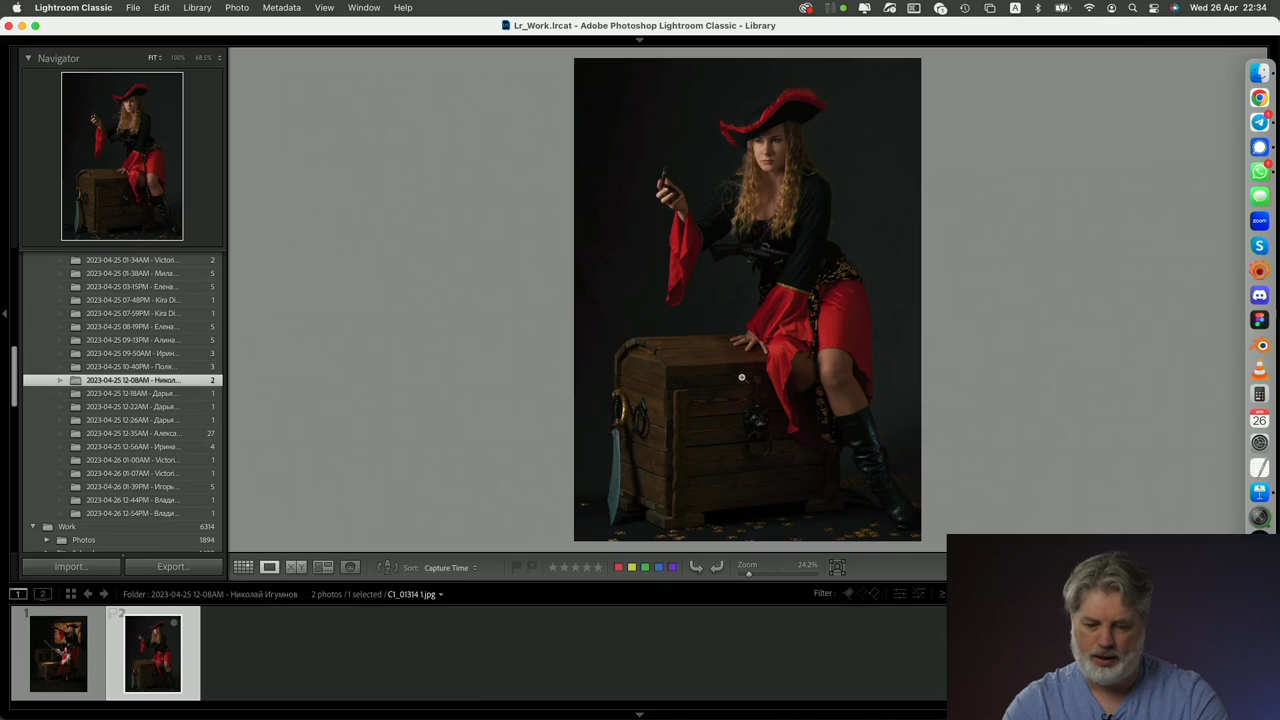 Lightroom Classic File Edit Library Photo Metadata View Window Help Wed 26 Apr 22:34
Lr_Work.lrcat - Adobe Photoshop Lightroom Classic - Library
Navigator FIT 100% 68.5%
2023-04-25 01-34AM - Victori... 2
2023-04-25 01-38AM - Мила... 5
2023-04-25 03-15PM - Елена... 5
2023-04-25 07-48PM - Kira Di... 1
2023-04-25 07-59PM - Kira Di... 1
2023-04-25 08-19PM - Елена... 5
2023-04-25 09-13PM - Алина... 5
2023-04-25 09-50AM - Ирин... 3
2023-04-25 10-40PM - Поля... 3
2023-04-25 12-08AM - Никол... 2
2023-04-25 12-18AM - Дарья... 1
2023-04-25 12-22AM - Дарья... 1
2023-04-25 12-26AM - Дарья... 1
2023-04-25 12-35AM - Алекса... 27
2023-04-25 12-56AM - Ирина... 4
2023-04-26 01-00AM - Victori... 1
2023-04-26 01-07AM - Victori... 1
2023-04-26 01-39PM - Игорь... 5
2023-04-26 12-44PM - Влади... 1
2023-04-26 12-54PM - Влади... 1
Work 6314
Photos 1894
Import... Export... Sort: Capture Time Zoom 24.2%
1 2 Folder : 2023-04-25 12-08AM - Николай Игумнов 2 photos / 1 selected / C1_01314 1.jpg Filter :
1 2
zoom
APR
26